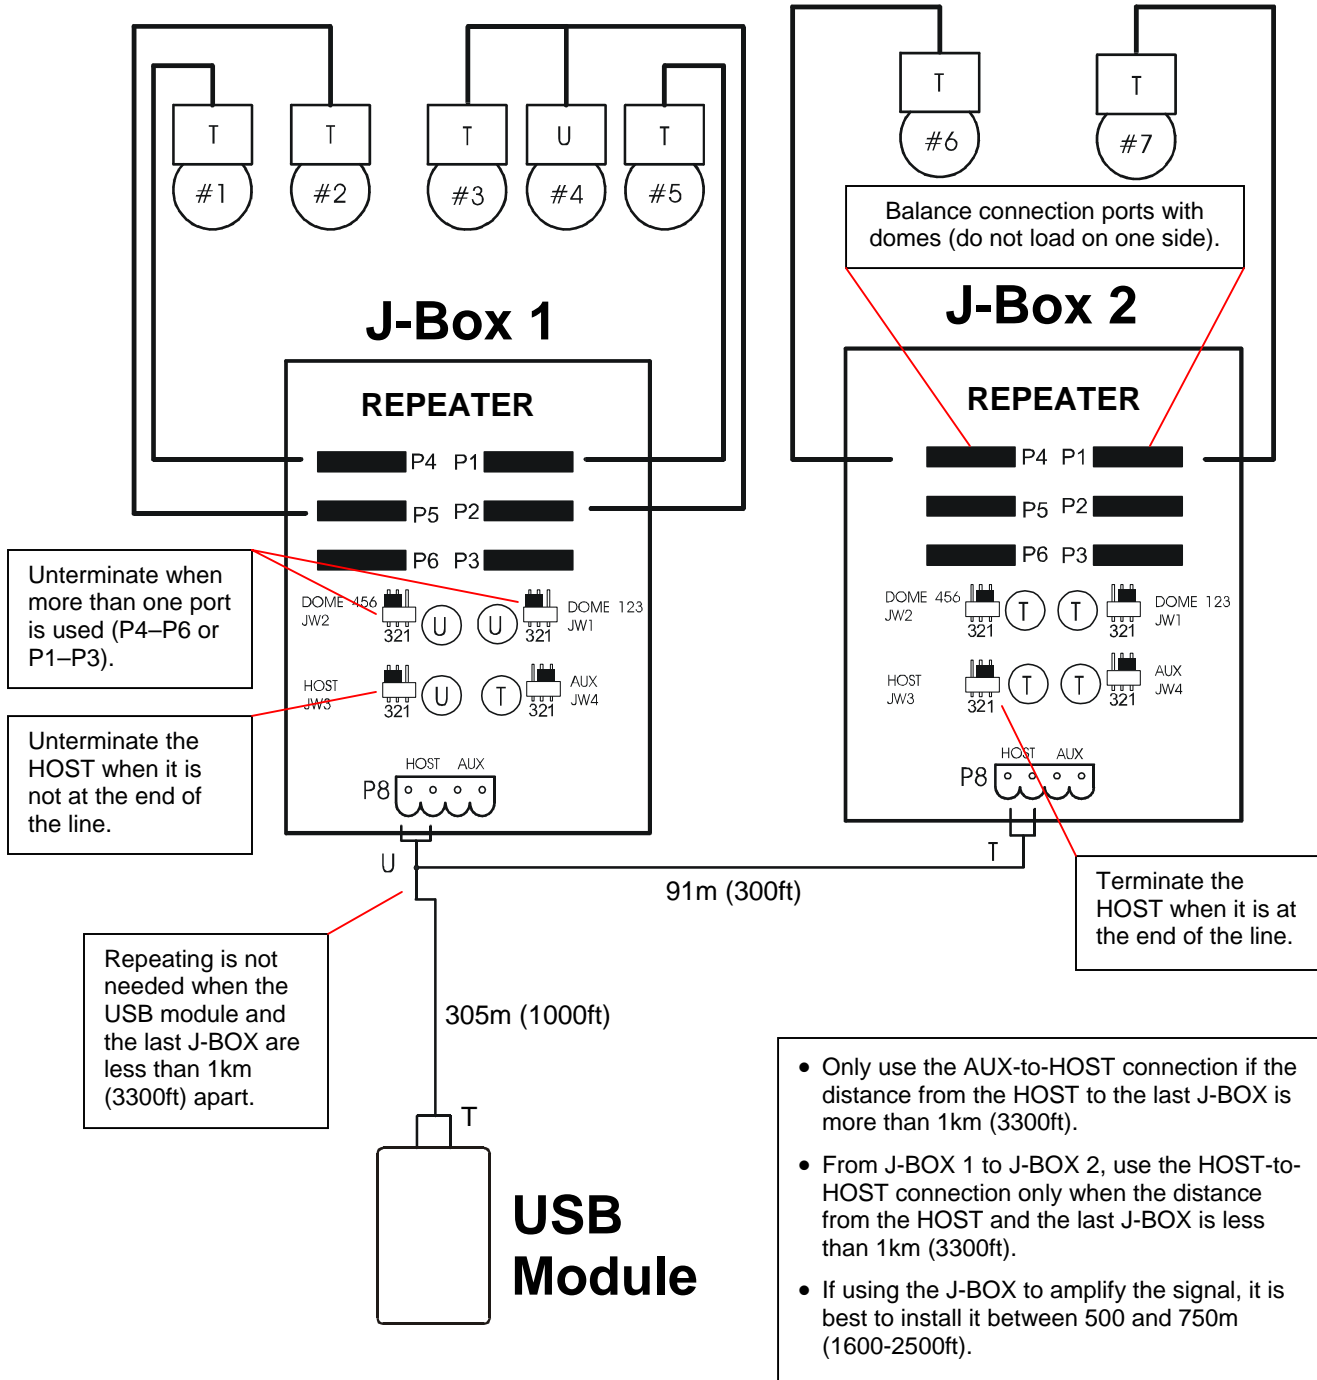 T T T U T
#1 #2 #3 #4 #5
T T
#6 #7
Balance connection ports with
domes (do not load on one side).
J-Box 1
J-Box 2
REPEATER
P4 P1
P5 P2
P6 P3
DOME 456
JW2
321
U U
321
DOME 123
JW1
HOST
JW3
321
U T
321
AUX
JW4
HOST AUX
P8
U
REPEATER
P4 P1
P5 P2
P6 P3
DOME 456
JW2
321
T T
321
DOME 123
JW1
HOST
JW3
321
T T
321
AUX
JW4
HOST AUX
P8
T
Unterminate when
more than one port
is used (P4–P6 or
P1–P3).
Unterminate the
HOST when it is
not at the end of
the line.
91m (300ft)
Terminate the
HOST when it is at
the end of the line.
Repeating is not
needed when the
USB module and
the last J-BOX are
less than 1km
(3300ft) apart.
305m (1000ft)
T
USB
Module
• Only use the AUX-to-HOST connection if the
distance from the HOST to the last J-BOX is
more than 1km (3300ft).
• From J-BOX 1 to J-BOX 2, use the HOST-to-
HOST connection only when the distance
from the HOST and the last J-BOX is less
than 1km (3300ft).
• If using the J-BOX to amplify the signal, it is
best to install it between 500 and 750m
(1600-2500ft).